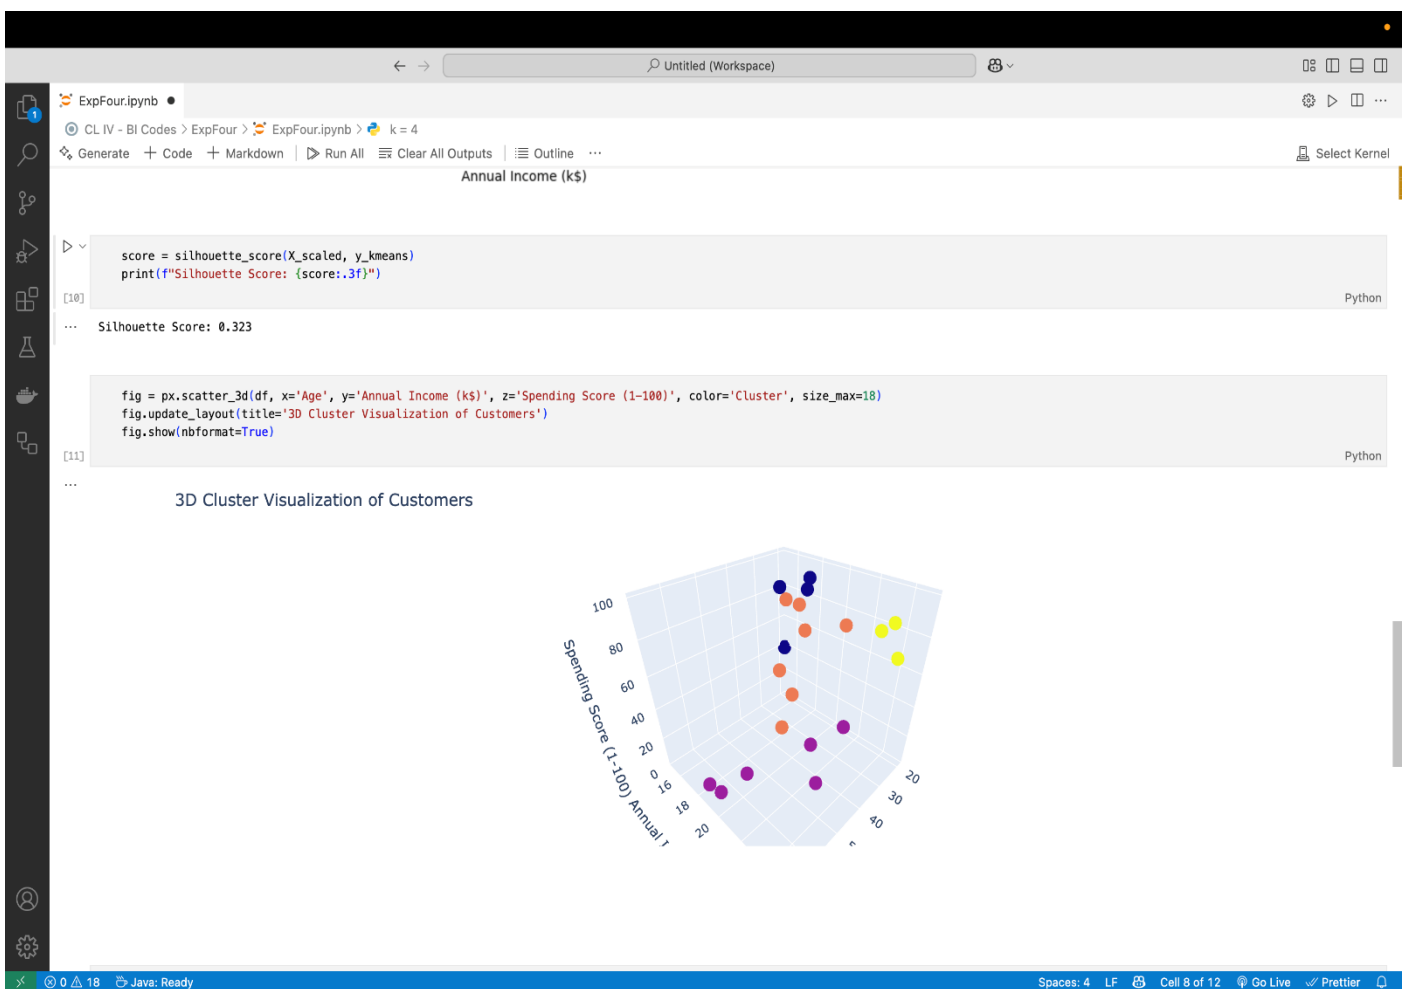 Untitled (Workspace)
ExpFour.ipynb
1
CL IV - BI Codes > ExpFour > ExpFour.ipynb > k = 4
Generate + Code + Markdown Run All Clear All Outputs Outline ...
Select Kernel
Annual Income (k$)
score = silhouette_score(X_scaled, y_kmeans)
print(f"Silhouette Score: {score:.3f}")
[10]
Python
... Silhouette Score: 0.323
fig = px.scatter_3d(df, x='Age', y='Annual Income (k$)', z='Spending Score (1-100)', color='Cluster', size_max=18)
fig.update_layout(title='3D Cluster Visualization of Customers')
fig.show(nbformat=True)
[11]
Python
...
3D Cluster Visualization of Customers
100
80
60
40
20
0
Spending Score (1-100)
16
18
20
Annual I
20
30
40
0 18 Java: Ready
Spaces: 4 LF Cell 8 of 12 Go Live Prettier